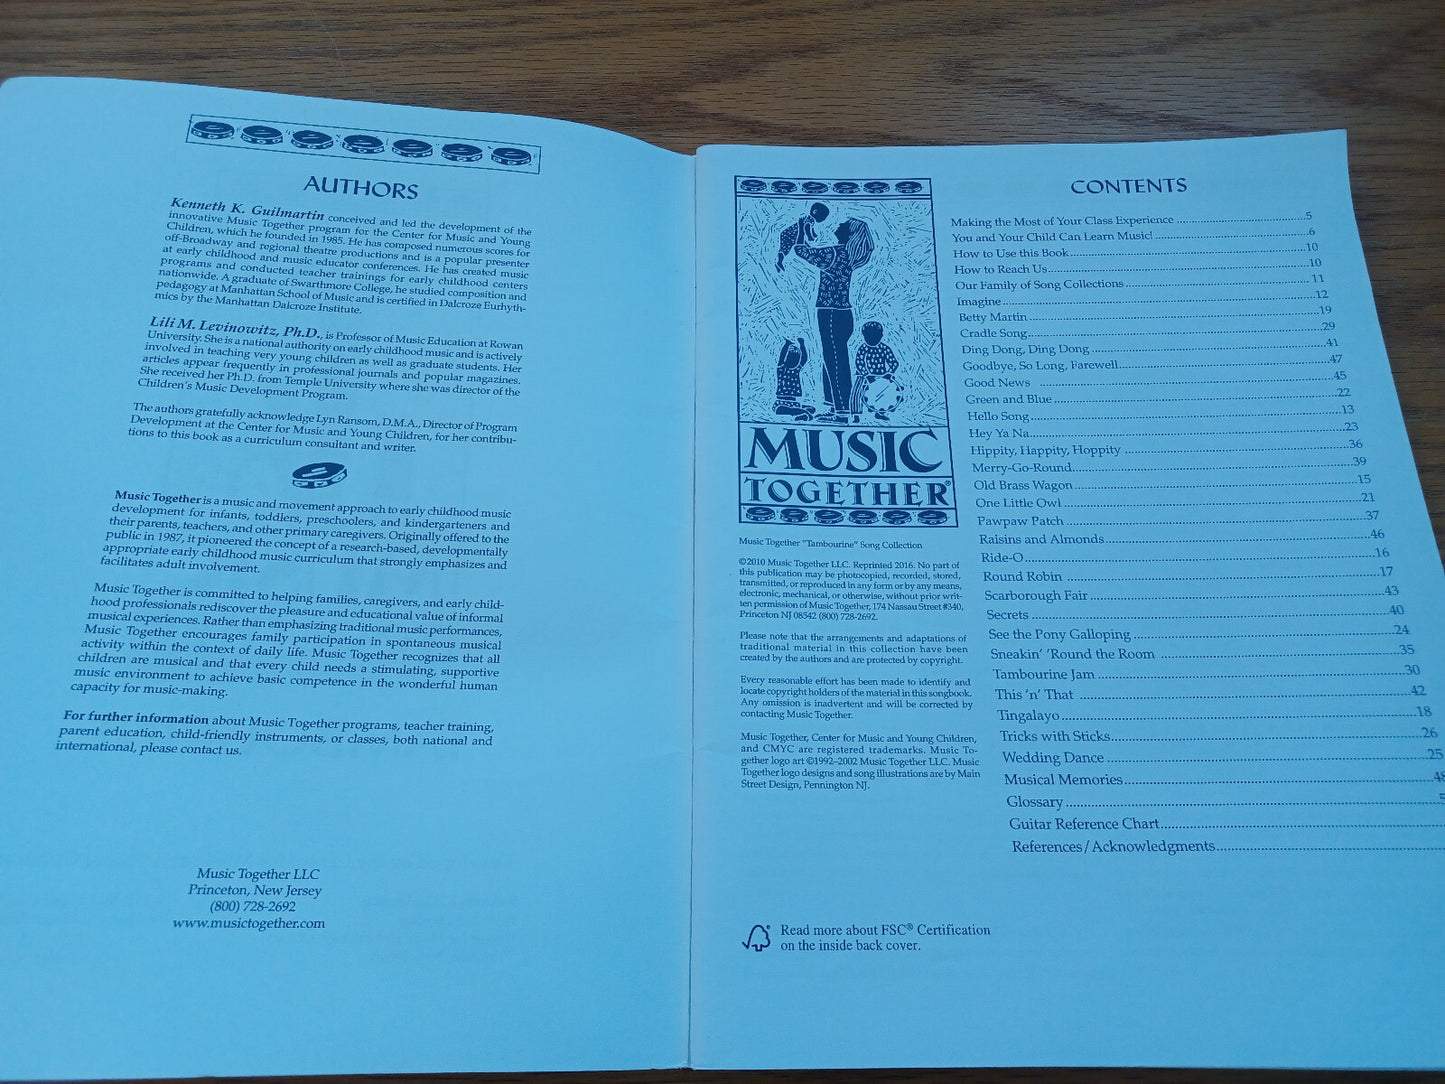 AUTHORS
Kenneth K. Guilmartin conceived and led the development of the
innovative Music Together program for the Center for Music and Young
Children, which he founded in 1985. He has composed numerous scores for
off-Broadway and regional theatre productions and is a popular presenter
at early childhood and music educator conferences. He has created music
programs and conducted teacher trainings for early childhood centers
nationwide. A graduate of Swarthmore College, he studied composition and
pedagogy at Manhattan School of Music and is certified in Dalcroze Eurhyth-
mics by the Manhattan Dalcroze Institute.
Lili M. Levinowitz, Ph.D., is Professor of Music Education at Rowan
University. She is a national authority on early childhood music and is actively
involved in teaching very young children as well as graduate students. Her
articles appear frequently in professional journals and popular magazines.
She received her Ph.D. from Temple University where she was director of the
Children's Music Development Program.
The authors gratefully acknowledge Lyn Ransom, D.M.A., Director of Program
Development at the Center for Music and Young Children, for her contribu-
tions to this book as a curriculum consultant and writer.
Music Together is a music and movement approach to early childhood music
development for infants, toddlers, preschoolers, and kindergarteners and
their parents, teachers, and other primary caregivers. Originally offered to the
public in 1987, it pioneered the concept of a research-based, developmentally
appropriate early childhood music curriculum that strongly emphasizes and
facilitates adult involvement.
Music Together is committed to helping families, caregivers, and early child-
hood professionals rediscover the pleasure and educational value of informal
musical experiences. Rather than emphasizing traditional music performances,
Music Together encourages family participation in spontaneous musical
activity within the context of daily life. Music Together recognizes that all
children are musical and that every child needs a stimulating, supportive
music environment to achieve basic competence in the wonderful human
capacity for music-making.
For further information about Music Together programs, teacher training,
parent education, child-friendly instruments, or classes, both national and
international, please contact us.
Music Together LLC
Princeton, New Jersey
(800) 728-2692
www.musictogether.com
MUSIC
TOGETHER®
Music Together "Tambourine" Song Collection
©2010 Music Together LLC. Reprinted 2016. No part of
this publication may be photocopied, recorded, stored,
transmitted, or reproduced in any form or by any means,
electronic, mechanical, or otherwise, without prior writ-
ten permission of Music Together, 174 Nassau Street #340,
Princeton NJ 08542 (800) 728-2692.
Please note that the arrangements and adaptations of
traditional material in this collection have been
created by the authors and are protected by copyright.
Every reasonable effort has been made to identify and
locate copyright holders of the material in this songbook.
Any omission is inadvertent and will be corrected by
contacting Music Together.
Music Together, Center for Music and Young Children,
and CMYC are registered trademarks. Music To-
gether logo art ©1992–2002 Music Together LLC. Music
Together logo designs and song illustrations are by Main
Street Design, Pennington NJ.
Read more about FSC® Certification
on the inside back cover.
CONTENTS
Making the Most of Your Class Experience ....5
You and Your Child Can Learn Music! ....6
How to Use this Book....10
How to Reach Us....10
Our Family of Song Collections....11
Imagine....12
Betty Martin....19
Cradle Song....29
Ding Dong, Ding Dong....41
Goodbye, So Long, Farewell....47
Good News ....45
Green and Blue....22
Hello Song....13
Hey Ya Na....23
Hippity, Happity, Hoppity ....36
Merry-Go-Round....39
Old Brass Wagon....15
One Little Owl....21
Pawpaw Patch....37
Raisins and Almonds....46
Ride-O....16
Round Robin ....17
Scarborough Fair....43
Secrets....40
See the Pony Galloping....24
Sneakin' 'Round the Room ....35
Tambourine Jam....30
This 'n' That ....42
Tingalayo....18
Tricks with Sticks....26
Wedding Dance ....25
Musical Memories....48
Glossary....5
Guitar Reference Chart....
References/Acknowledgments....